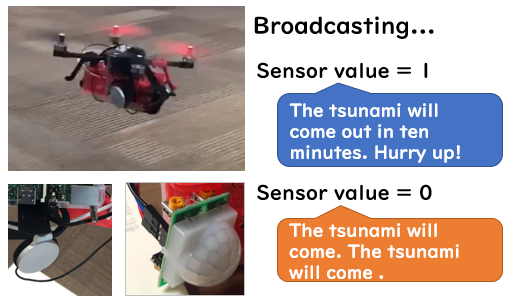 Broadcasting...
Sensor value = 1
The tsunami will
come out in ten
minutes. Hurry up!
Sensor value = 0
The tsunami will
come. The tsunami
will come .